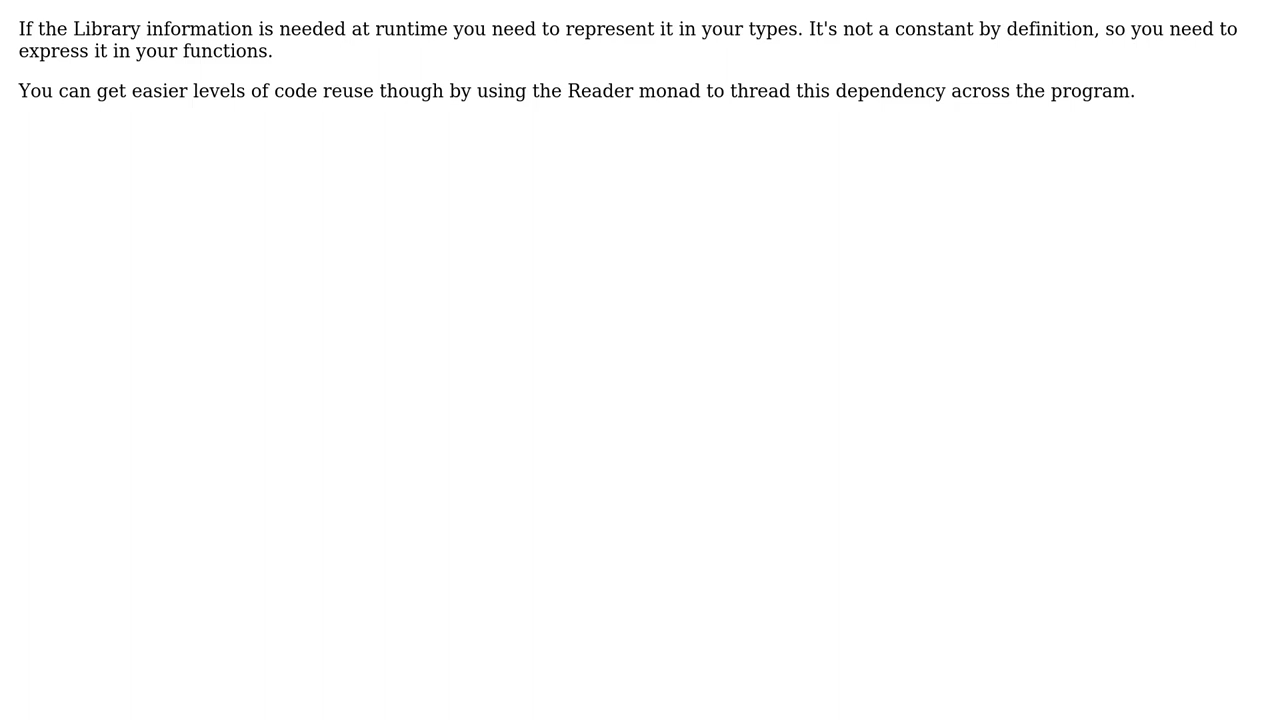 If the Library information is needed at runtime you need to represent it in your types. It's not a constant by definition, so you need to
express it in your functions.
You can get easier levels of code reuse though by using the Reader monad to thread this dependency across the program.